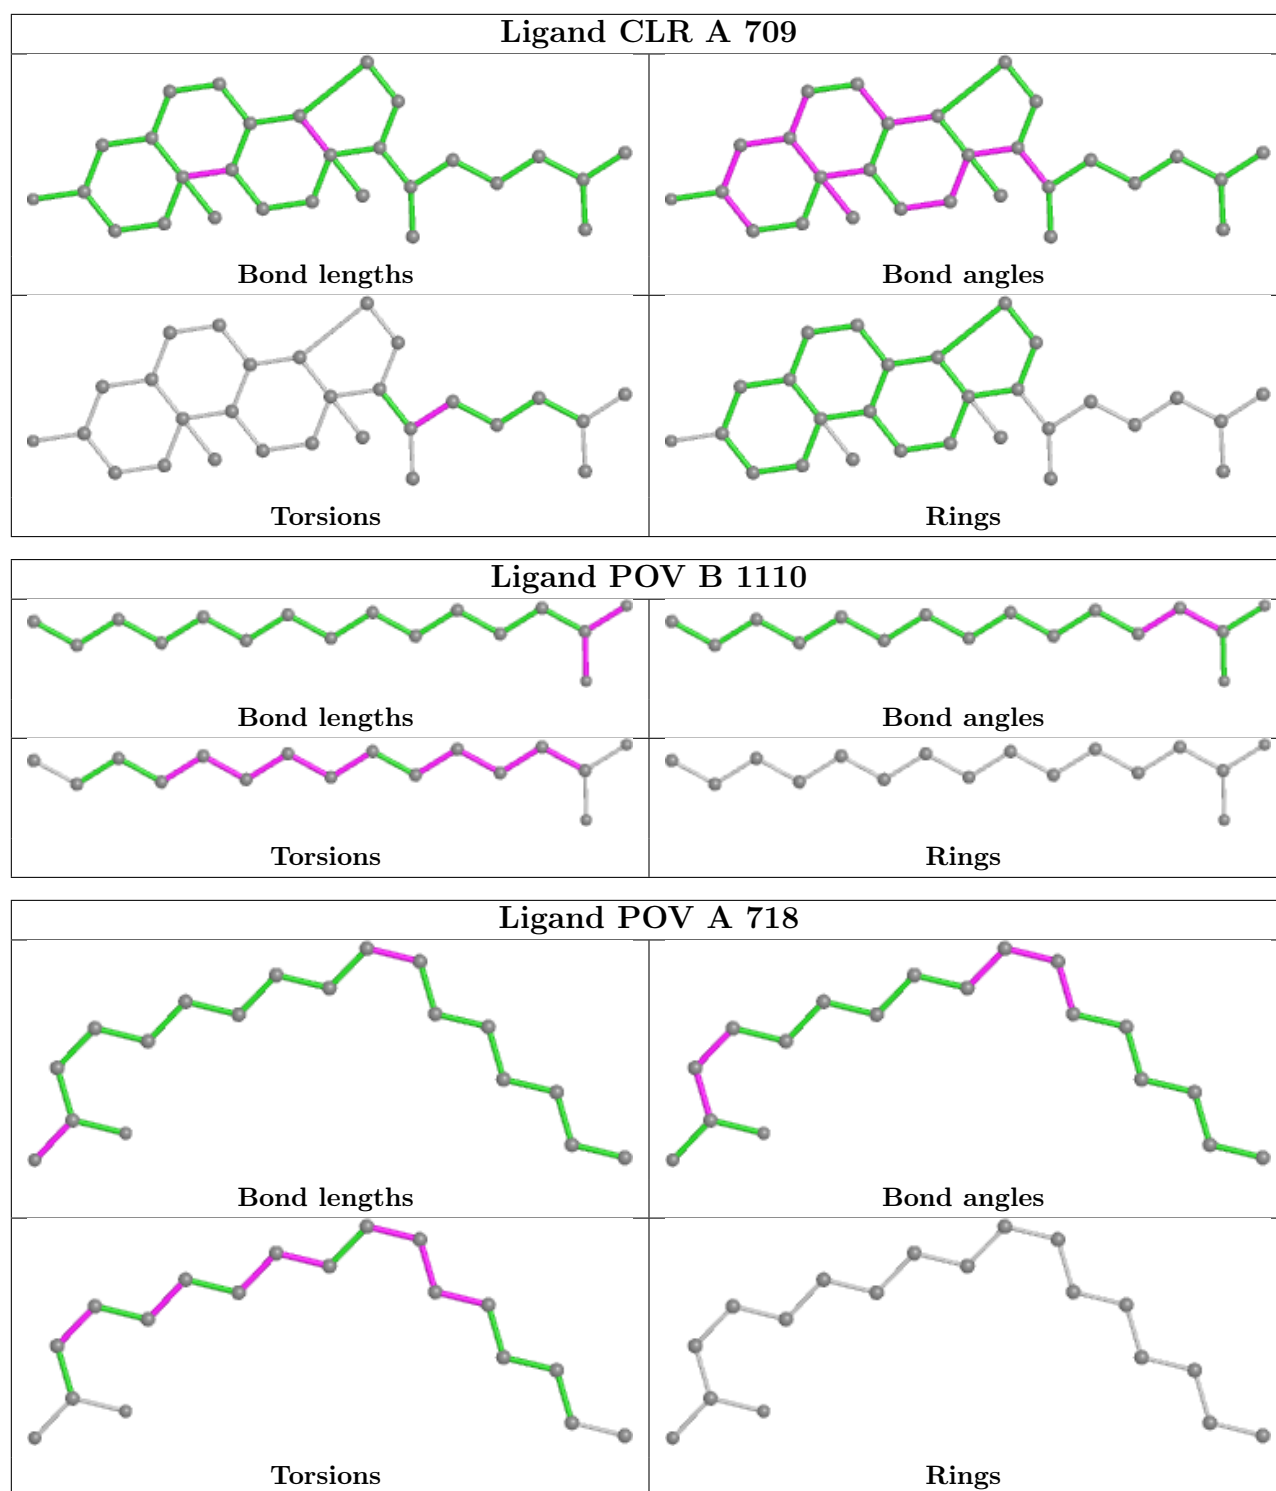 Ligand CLR A 709
Bond lengths
Bond angles
Torsions
Rings
Ligand POV B 1110
Bond lengths
Bond angles
Torsions
Rings
Ligand POV A 718
Bond lengths
Bond angles
Torsions
Rings